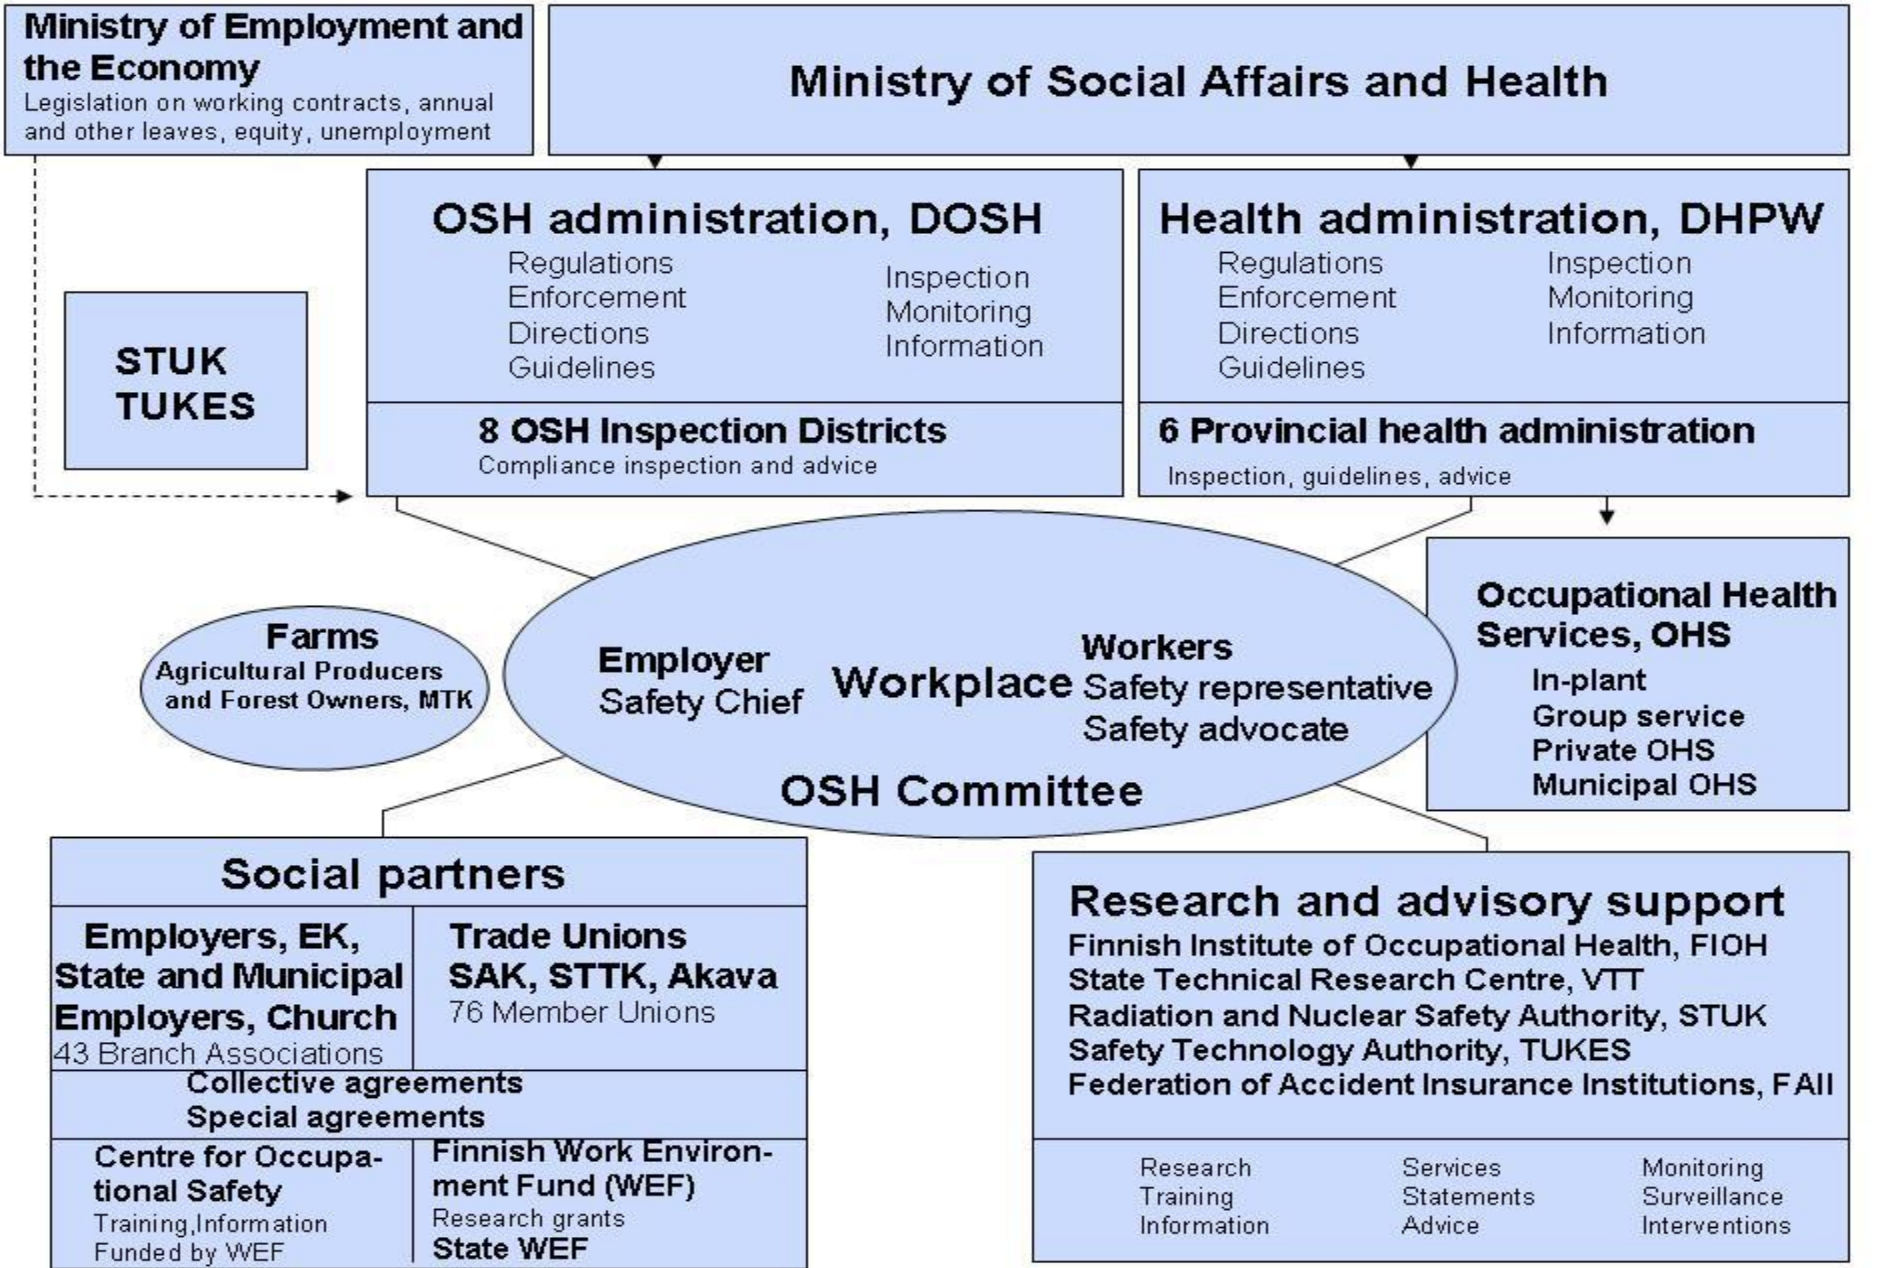 Ministry of Employment and
the Economy
Legislation on working contracts, annual
and other leaves, equity, unemployment
Ministry of Social Affairs and Health
OSH administration, DOSH
Regulations
Enforcement
Directions
Guidelines
Inspection
Monitoring
Information
8 OSH Inspection Districts
Compliance inspection and advice
Health administration, DHPW
Regulations
Enforcement
Directions
Guidelines
Inspection
Monitoring
Information
6 Provincial health administration
Inspection, guidelines, advice
STUK
TUKES
Farms
Agricultural Producers
and Forest Owners, MTK
Employer
Safety Chief
Workplace
Workers
Safety representative
Safety advocate
OSH Committee
Occupational Health
Services, OHS
In-plant
Group service
Private OHS
Municipal OHS
Social partners
Employers, EK,
State and Municipal
Employers, Church
43 Branch Associations
Trade Unions
SAK, STTK, Akava
76 Member Unions
Collective agreements
Special agreements
Centre for Occupa-
tional Safety
Training,Information
Funded by WEF
Finnish Work Environ-
ment Fund (WEF)
Research grants
State WEF
Research and advisory support
Finnish Institute of Occupational Health, FIOH
State Technical Research Centre, VTT
Radiation and Nuclear Safety Authority, STUK
Safety Technology Authority, TUKES
Federation of Accident Insurance Institutions, FAII
Research
Training
Information
Services
Statements
Advice
Monitoring
Surveillance
Interventions